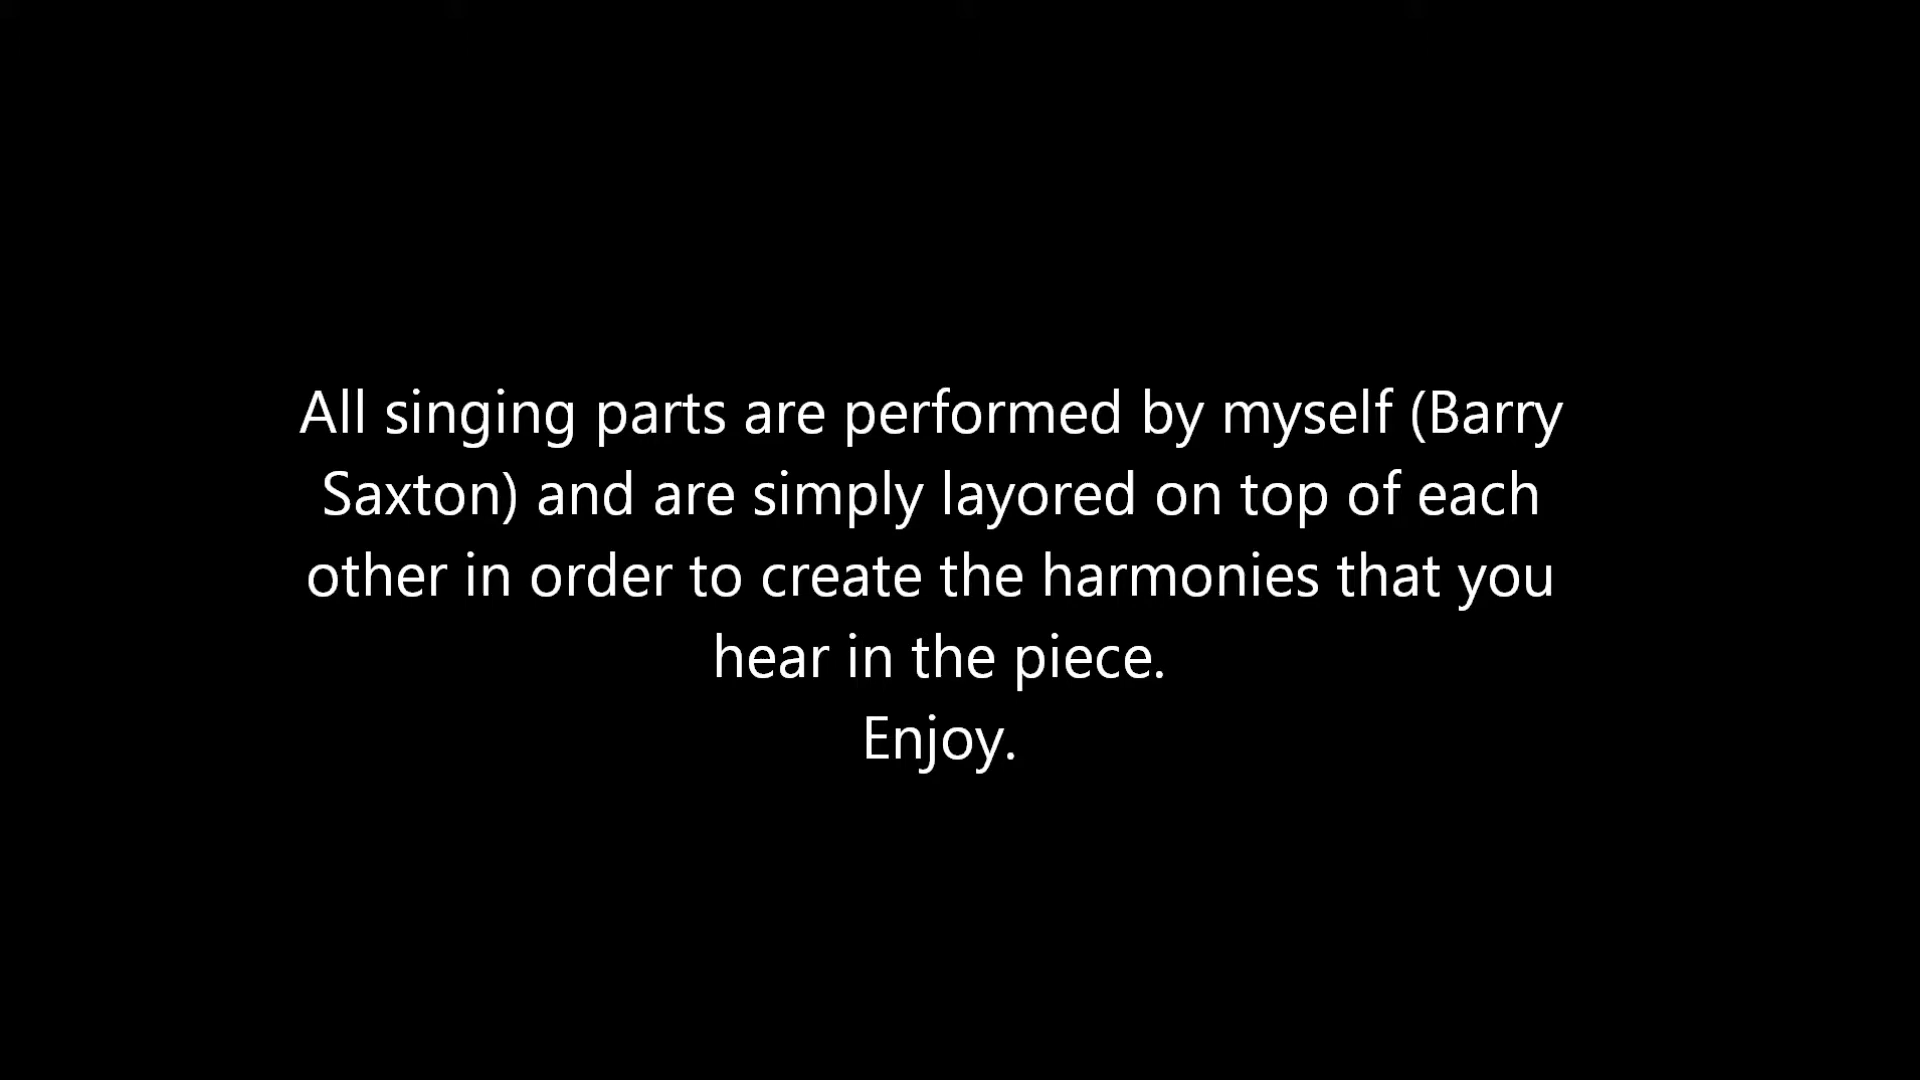 All singing parts are performed by myself (Barry
Saxton) and are simply layored on top of each
other in order to create the harmonies that you
hear in the piece.
Enjoy.